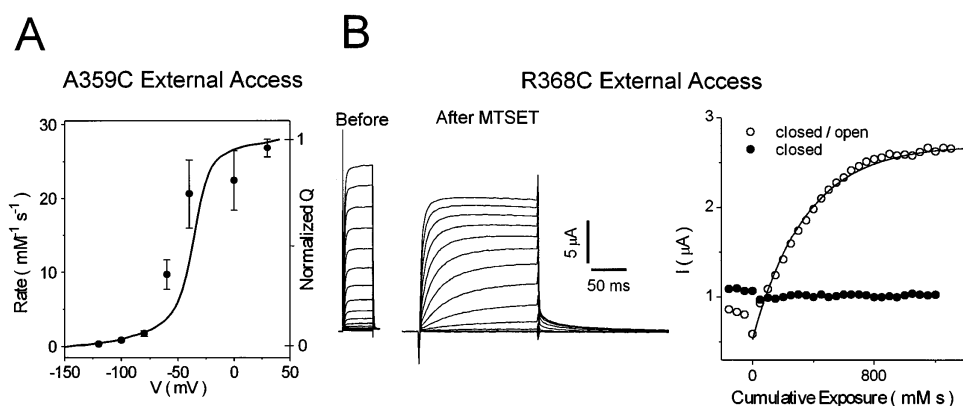 A
A359C External Access
Rate ( mM⁻¹ s⁻¹ )
30
20
10
0
1
0
Normalized Q
-150
-100
-50
0
50
V ( mV )
B
R368C External Access
Before
After MTSET
5 µA
50 ms
closed / open
closed
I ( µA )
3
2
1
0
800
Cumulative Exposure ( mM s )